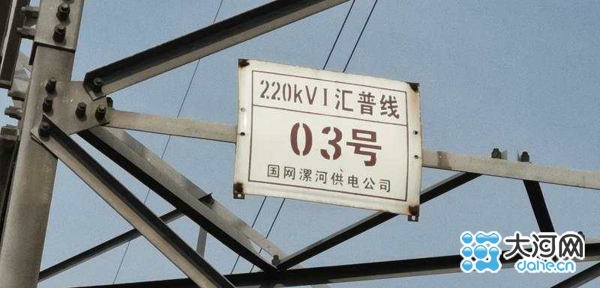 220kVⅠ汇普线
03号
国网漯河供电公司
大河网
dahe.cn